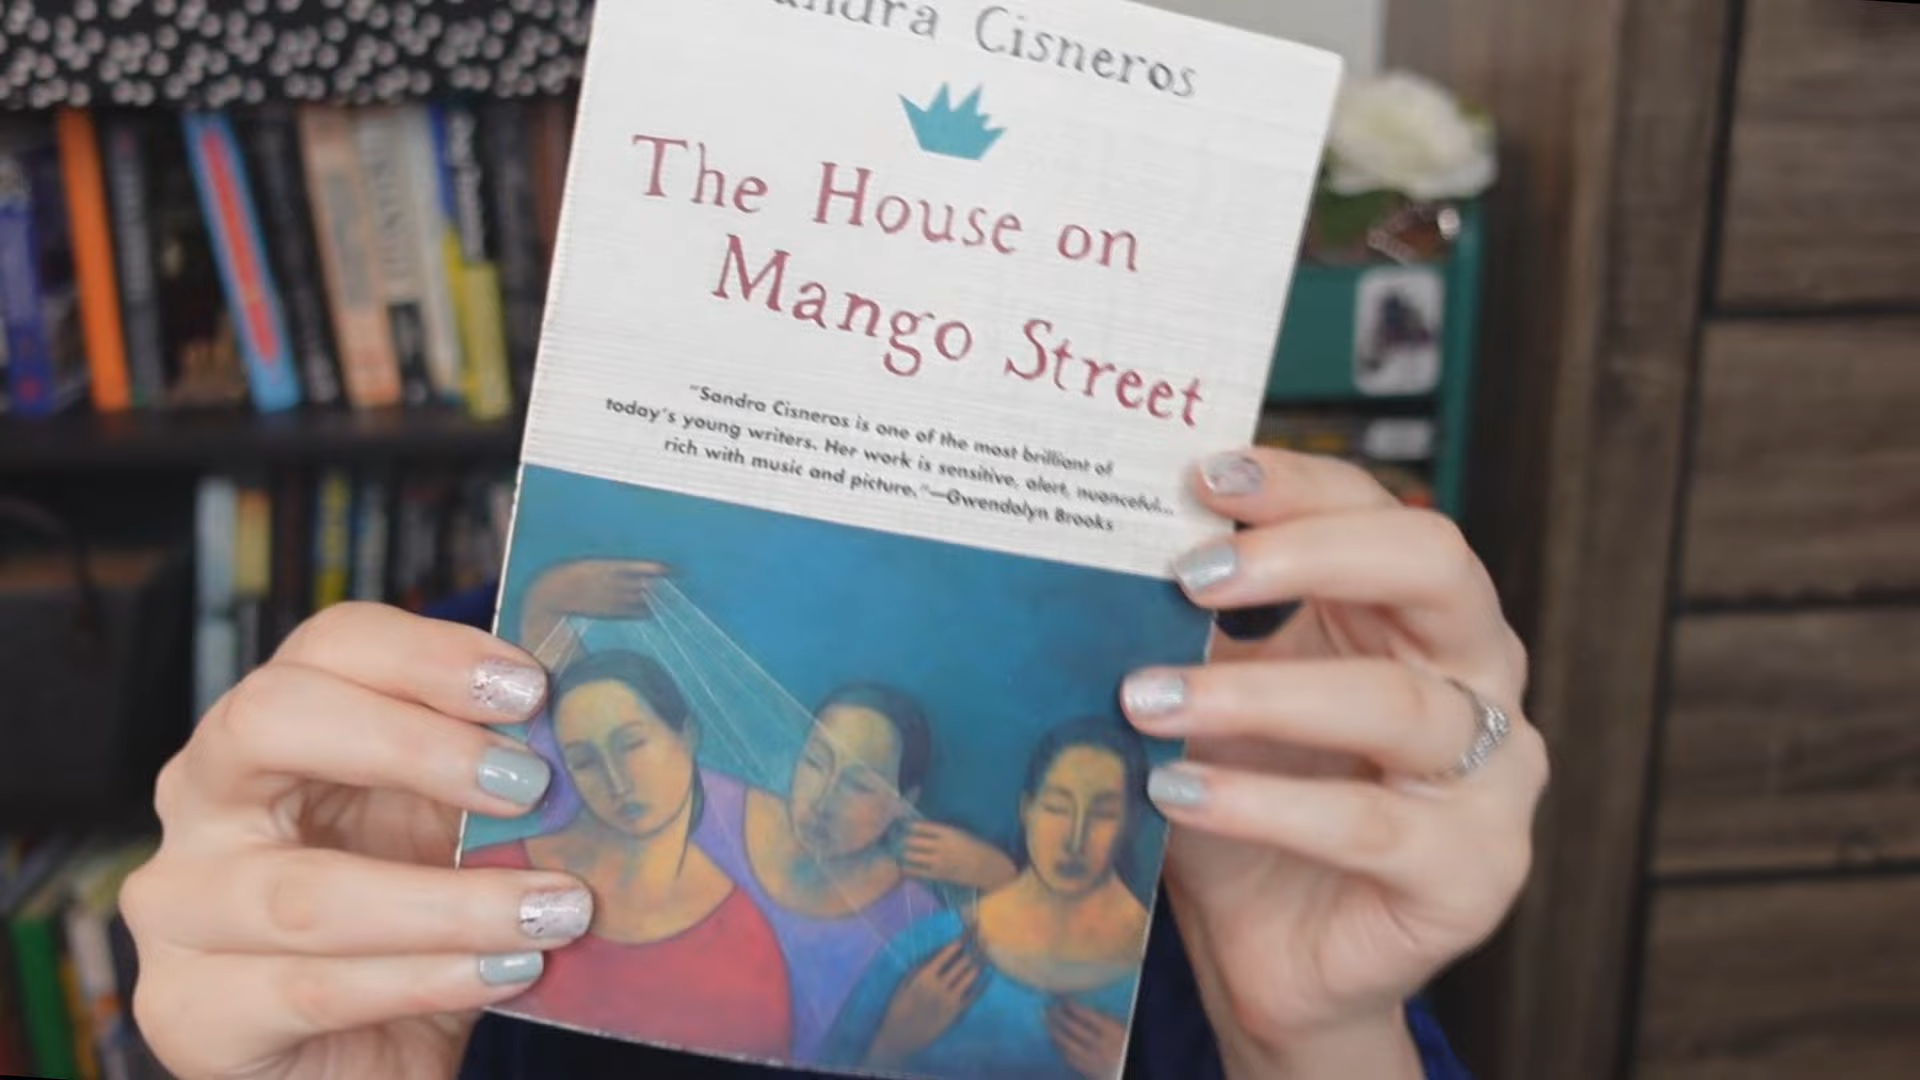 Cisneros
The House on
Mango Street
"Sandra Cisneros is one of the most brilliant of
today's young writers. Her work is sensitive, alert, nuanceful...
rich with music and picture."—Gwendolyn Brooks